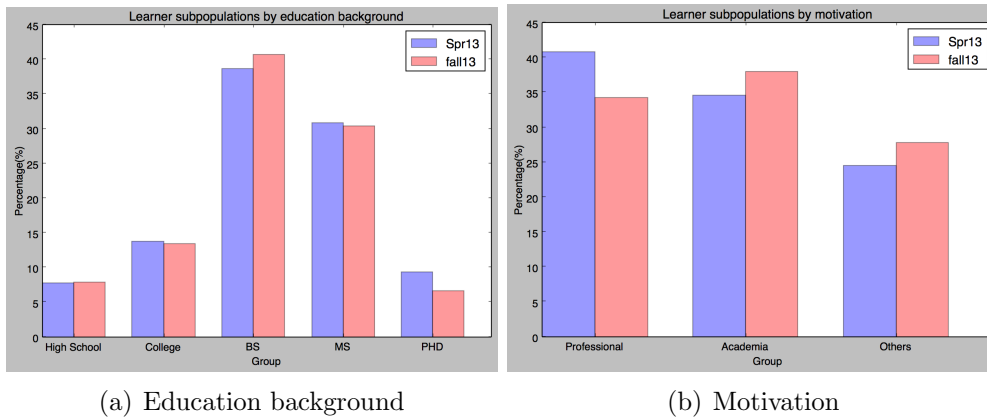 Learner subpopulations by education background
45
40
35
30
25
20
15
10
5
0
Percentage(%)
Spr13
fall13
High School College BS MS PHD
Group
(a) Education background
Learner subpopulations by motivation
45
40
35
30
25
20
15
10
5
0
Percentage(%)
Spr13
fall13
Professional Academia Others
Group
(b) Motivation